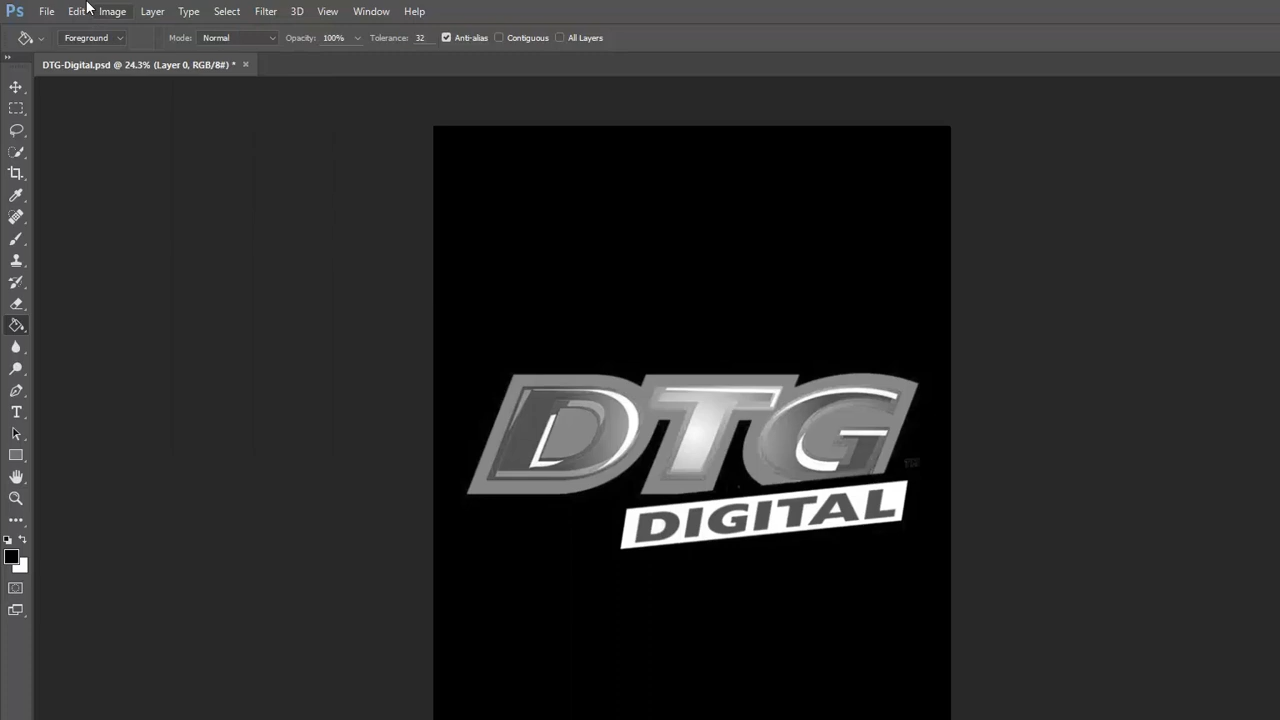 Ps File Edit Image Layer Type Select Filter 3D View Window Help
Foreground Mode: Normal Opacity: 100% Tolerance: 32 Anti-alias Contiguous All Layers
DTG-Digital.psd @ 24.3% (Layer 0, RGB/8#) *
DTG
DIGITAL